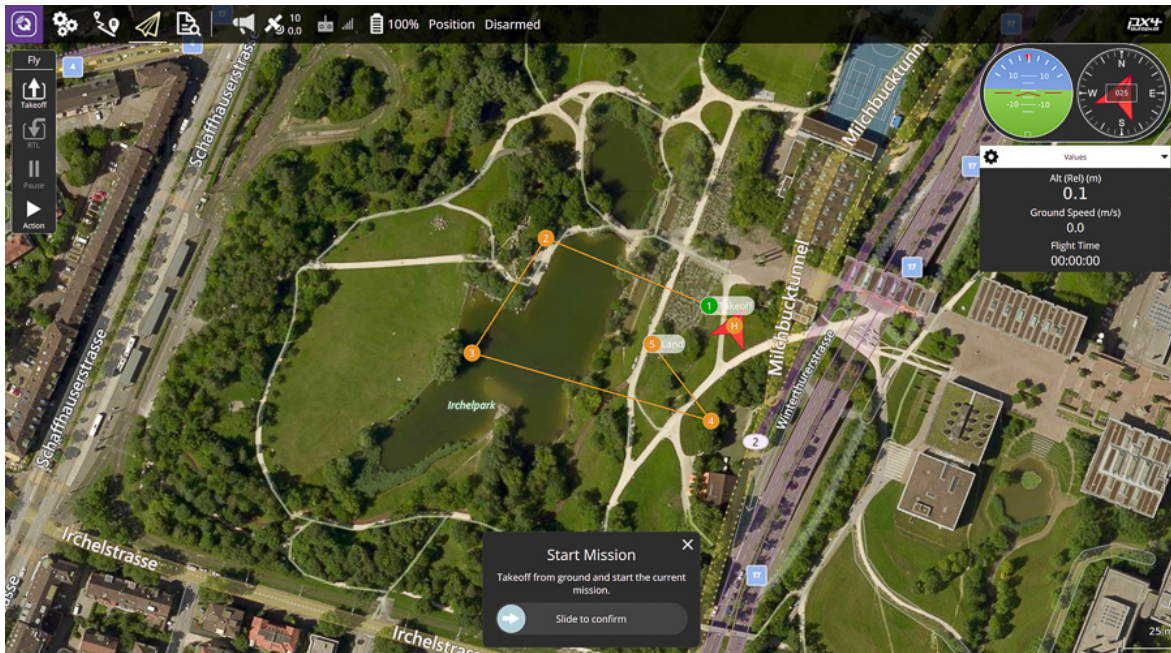 10
0.0
100%
Position
Disarmed
px4
autopilot
Fly
Takeoff
RTL
Pause
Action
4
4
17
17
17
17
Schaffhauserstrasse
Schaffhauserstrasse
Milchbucktunnel
Milchbucktunnel
Winterthurerstrasse
2
Irchelpark
Irchelstrasse
Irchelstrasse
1
Takeoff
H
2
3
4
5
Land
10
10
-10
-10
N
W
025
E
S
Values
Alt (Rel) (m)
0.1
Ground Speed (m/s)
0.0
Flight Time
00:00:00
Start Mission
Takeoff from ground and start the current
mission.
Slide to confirm